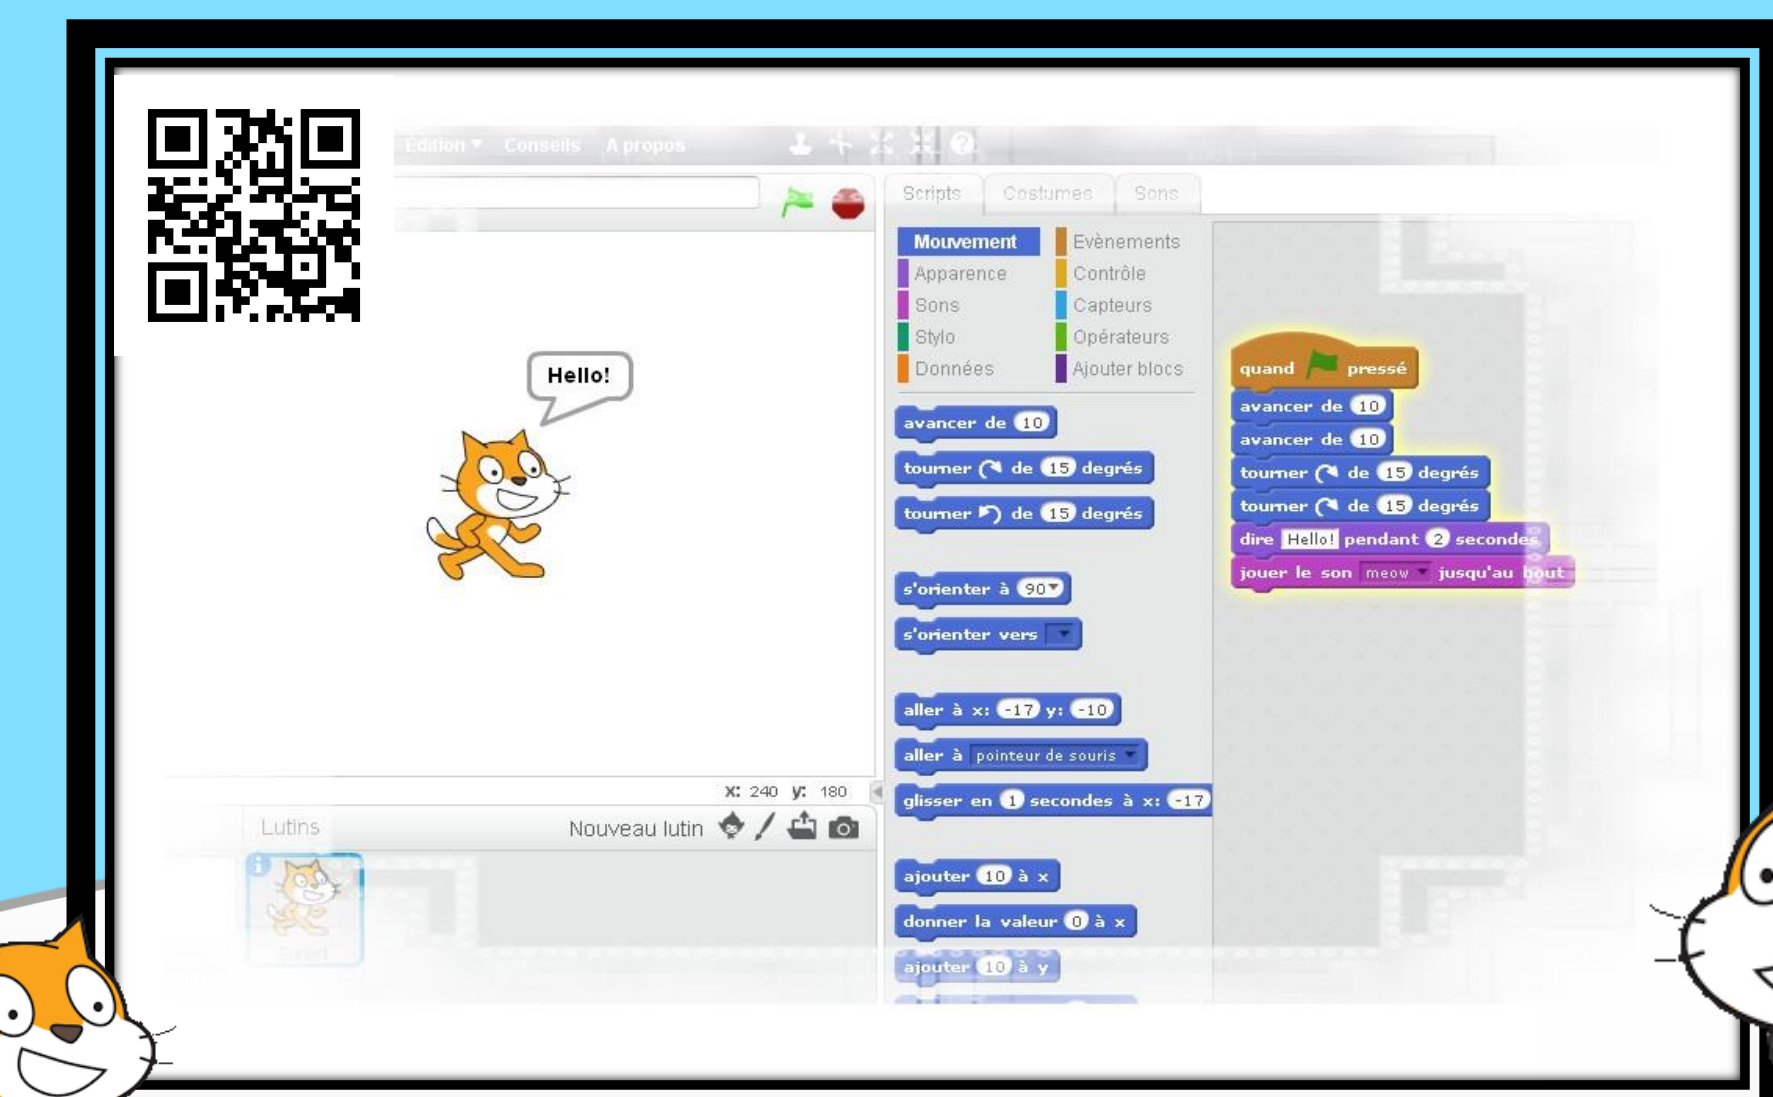 Edition Conseils A propos
Scripts Costumes Sons
Mouvement Evènements
Apparence Contrôle
Sons Capteurs
Stylo Opérateurs
Données Ajouter blocs
Hello!
avancer de 10
tourner de 15 degrés
tourner de 15 degrés
s'orienter à 90
s'orienter vers
aller à x: -17 y: -10
aller à pointeur de souris
glisser en 1 secondes à x: -17
ajouter 10 à x
donner la valeur 0 à x
ajouter 10 à y
quand pressé
avancer de 10
avancer de 10
tourner de 15 degrés
tourner de 15 degrés
dire Hello! pendant 2 secondes
jouer le son meow jusqu'au bout
x: 240 y: 180
Lutins Nouveau lutin